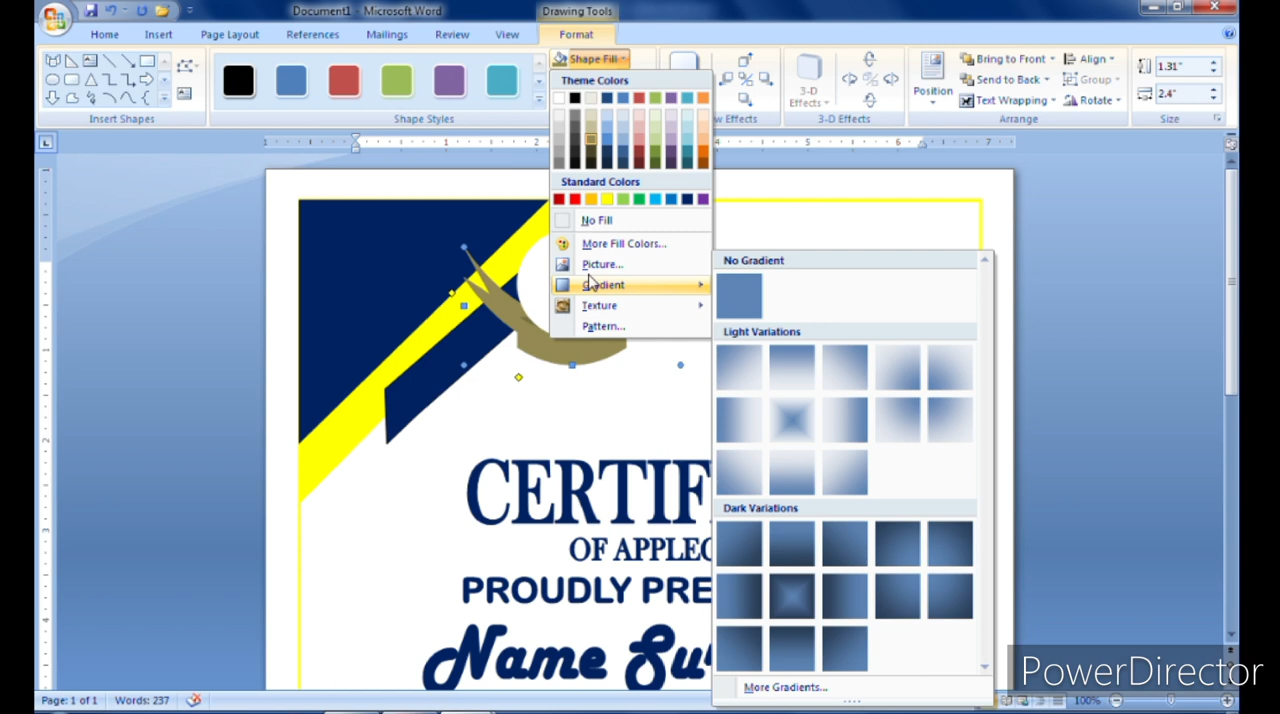 Document1 - Microsoft Word
Drawing Tools
Home Insert Page Layout References Mailings Review View Format
Shape Fill
Bring to Front
Align
1.31"
Send to Back
Group
2.4"
3-D Effects
Position
Text Wrapping
Rotate
Insert Shapes
Shape Styles
w Effects
3-D Effects
Arrange
Size
Theme Colors
Standard Colors
No Fill
More Fill Colors...
Picture...
Gradient
Texture
Pattern...
No Gradient
Light Variations
Dark Variations
More Gradients...
CERTIF
OF APPLEC
PROUDLY PRE
Name Su
Page: 1 of 1 Words: 237
100%
PowerDirector